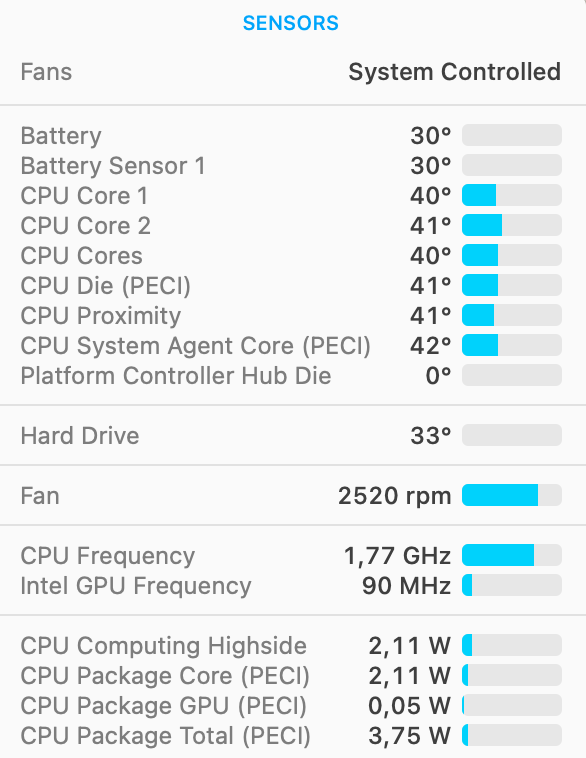 SENSORS
Fans System Controlled
Battery 30°
Battery Sensor 1 30°
CPU Core 1 40°
CPU Core 2 41°
CPU Cores 40°
CPU Die (PECI) 41°
CPU Proximity 41°
CPU System Agent Core (PECI) 42°
Platform Controller Hub Die 0°
Hard Drive 33°
Fan 2520 rpm
CPU Frequency 1,77 GHz
Intel GPU Frequency 90 MHz
CPU Computing Highside 2,11 W
CPU Package Core (PECI) 2,11 W
CPU Package GPU (PECI) 0,05 W
CPU Package Total (PECI) 3,75 W